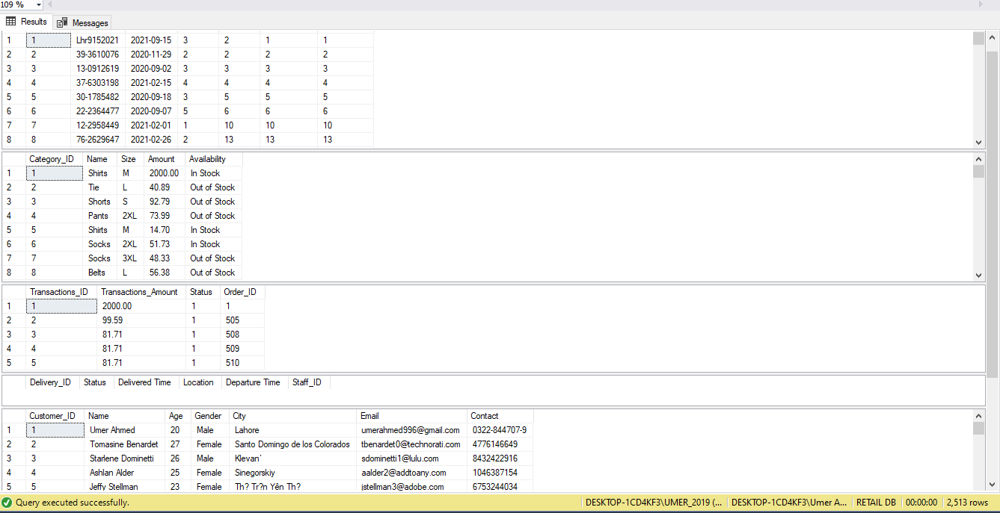 109 %
Results Messages
1 1 Lhr9152021 2021-09-15 3 2 1 1
2 2 39-3610076 2020-11-29 2 2 2 2
3 3 13-0912619 2020-09-02 3 3 3 3
4 4 37-6303198 2021-02-15 4 4 4 4
5 5 30-1785482 2020-09-18 3 5 5 5
6 6 22-2364477 2020-09-07 5 6 6 6
7 7 12-2958449 2021-02-01 1 10 10 10
8 8 76-2629647 2021-02-26 2 13 13 13
Category_ID Name Size Amount Availability
1 1 Shirts M 2000.00 In Stock
2 2 Tie L 40.89 Out of Stock
3 3 Shorts S 92.79 Out of Stock
4 4 Pants 2XL 73.99 Out of Stock
5 5 Shirts M 14.70 In Stock
6 6 Socks 2XL 51.73 In Stock
7 7 Socks 3XL 48.33 Out of Stock
8 8 Belts L 56.38 Out of Stock
Transactions_ID Transactions_Amount Status Order_ID
1 1 2000.00 1 1
2 2 99.59 1 505
3 3 81.71 1 508
4 4 81.71 1 509
5 5 81.71 1 510
Delivery_ID Status Delivered Time Location Departure Time Staff_ID
Customer_ID Name Age Gender City Email Contact
1 1 Umer Ahmed 20 Male Lahore umerahmed996@gmail.com 0322-844707-9
2 2 Tomasine Benardet 27 Female Santo Domingo de los Colorados tbenardet0@technorati.com 4776146649
3 3 Starlene Dominetti 26 Male Klevan' sdominetti1@lulu.com 8432422916
4 4 Ashlan Alder 25 Female Sinegorskiy aalder2@addtoany.com 1046387154
5 5 Jeffy Stellman 23 Female Th? Tr?n Yên Th? jstellman3@adobe.com 6753244034
Query executed successfully. DESKTOP-1CD4KF3\UMER_2019 (... DESKTOP-1CD4KF3\Umer A... RETAIL DB 00:00:00 2,513 rows